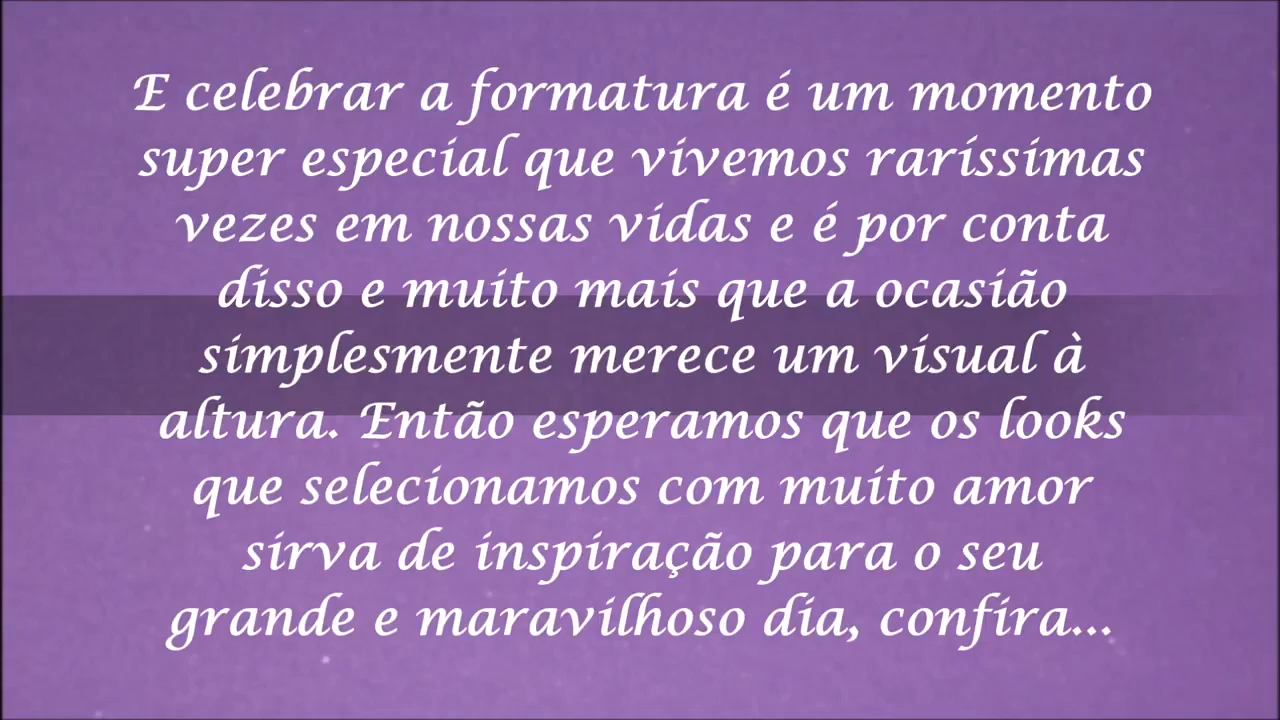 E celebrar a formatura é um momento
super especial que vivemos raríssimas
vezes em nossas vidas e é por conta
disso e muito mais que a ocasião
simplesmente merece um visual à
altura. Então esperamos que os looks
que selecionamos com muito amor
sirva de inspiração para o seu
grande e maravilhoso dia, confira...